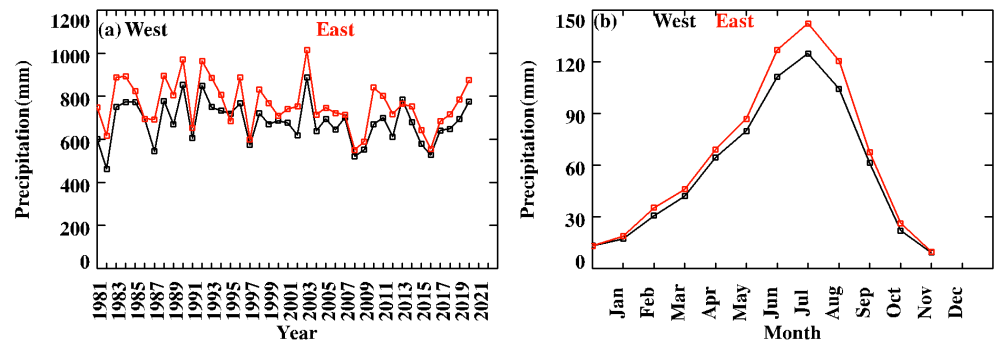 (a) West East
1200
1000
800
600
400
200
0
Precipitation(mm)
1981 1983 1985 1987 1989 1991 1993 1995 1997 1999 2001 2003 2005 2007 2009 2011 2013 2015 2017 2019 2021
Year
(b) West East
150
120
90
60
30
0
Precipitation(mm)
Jan Feb Mar Apr May Jun Jul Aug Sep Oct Nov Dec
Month